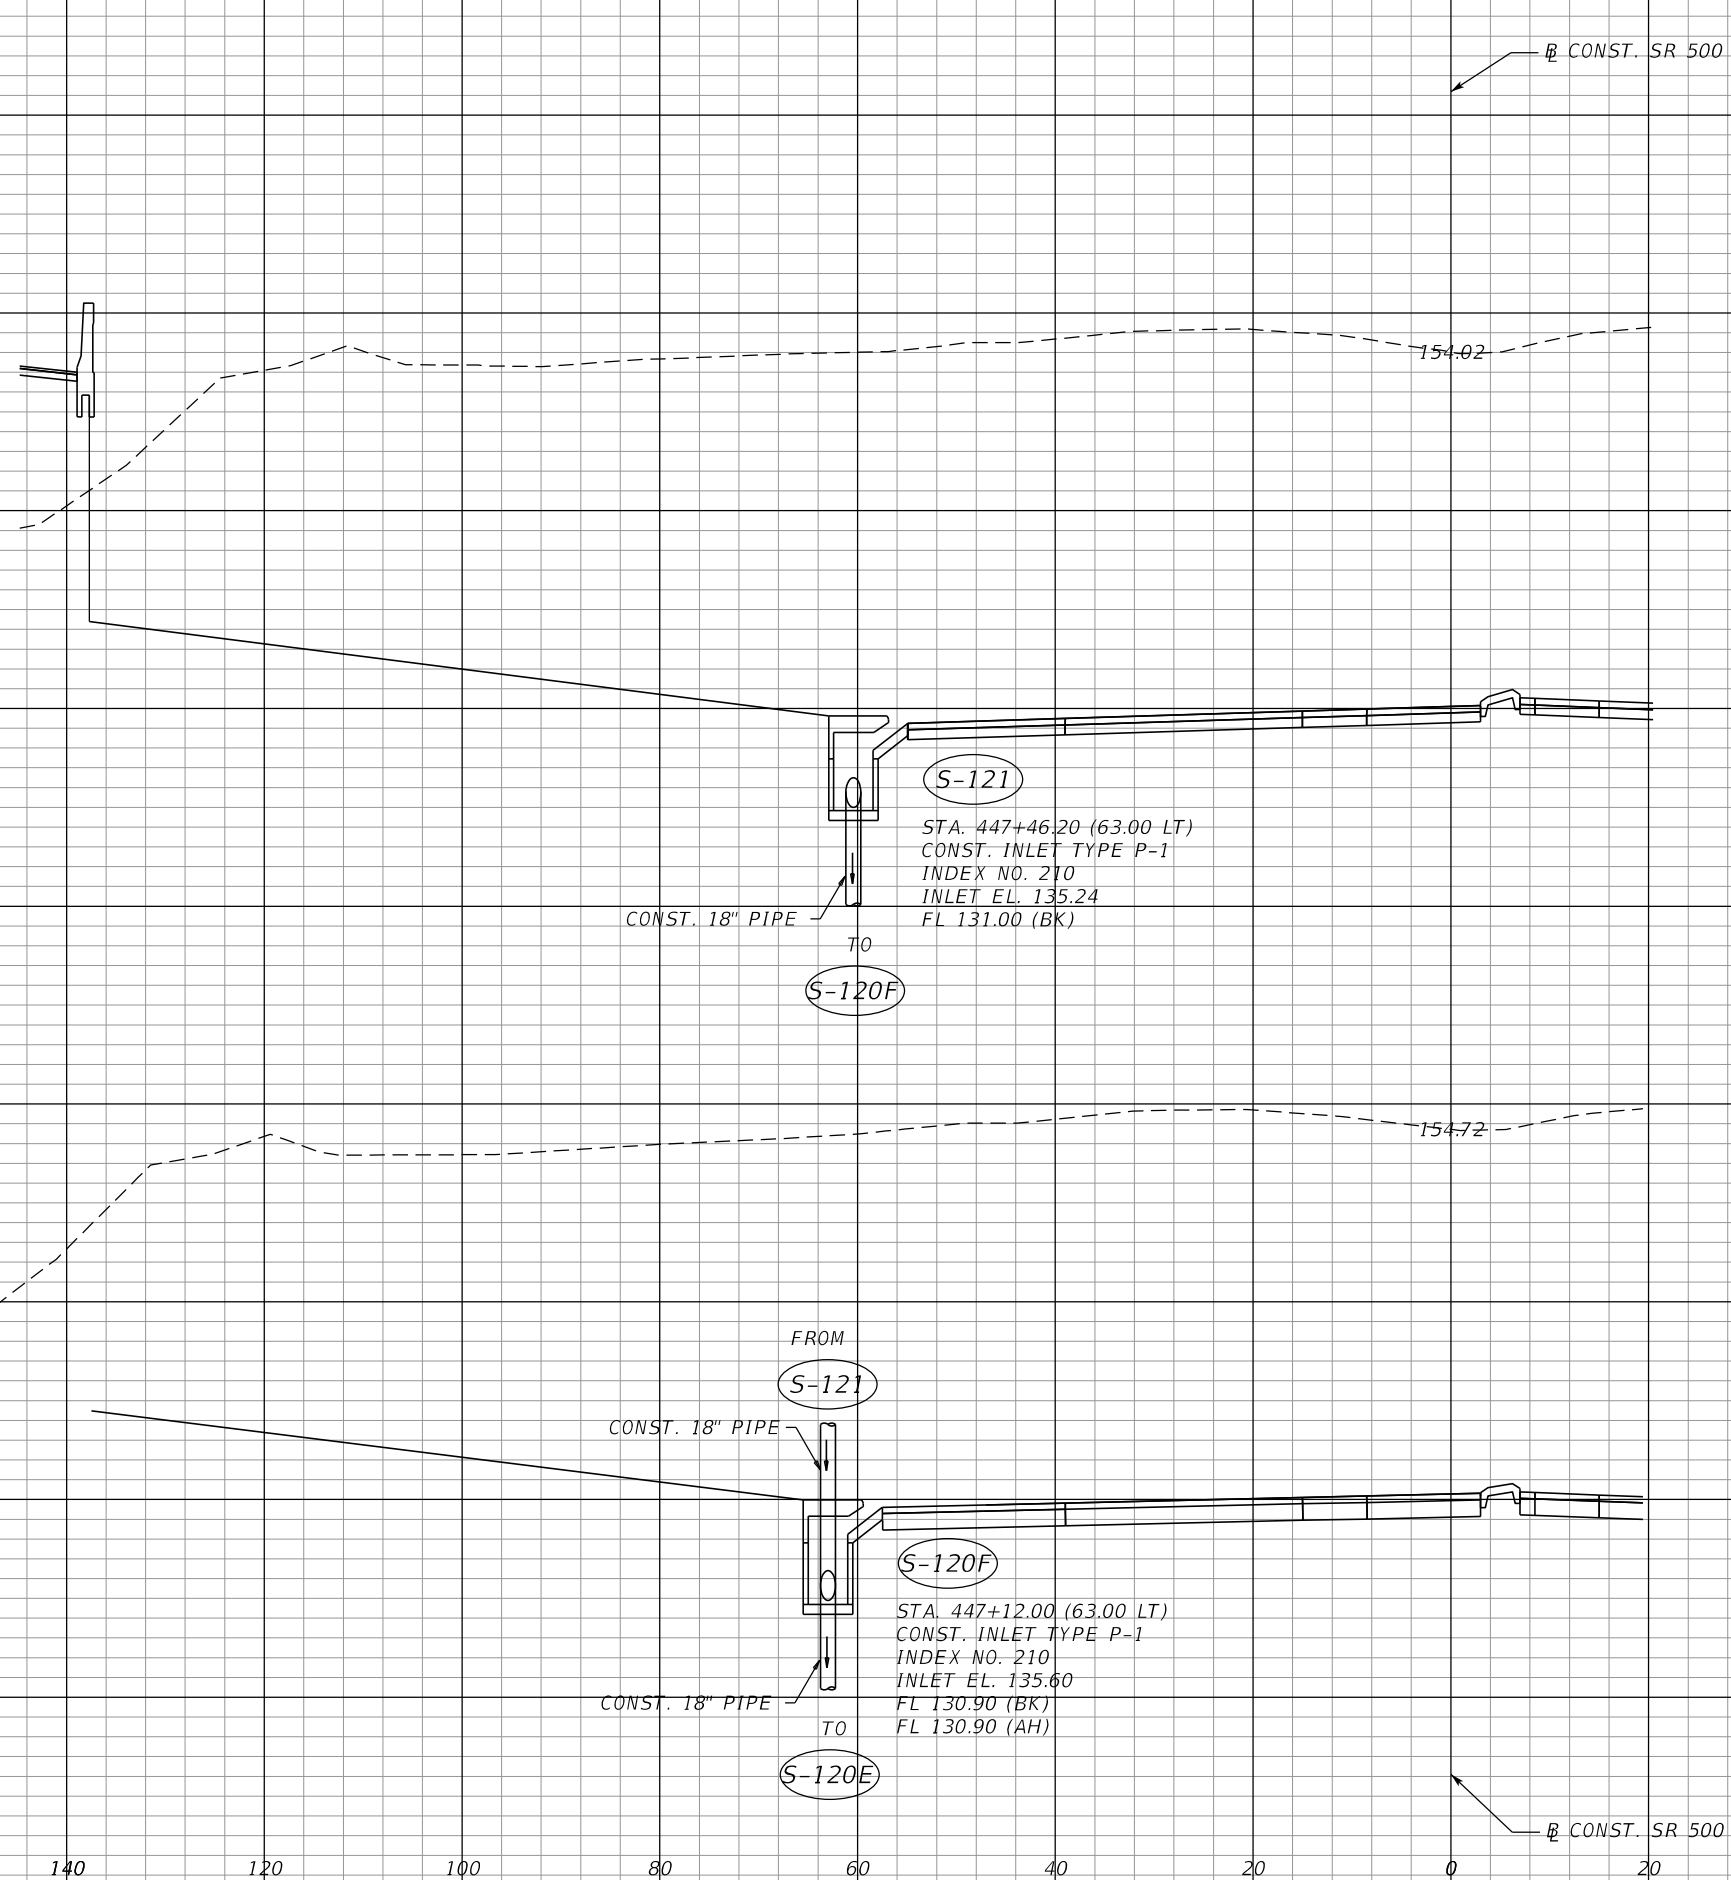 ℄ CONST. SR 500
154.02
S-121
STA. 447+46.20 (63.00 LT)
CONST. INLET TYPE P-1
INDEX NO. 210
INLET EL. 135.24
FL 131.00 (BK)
CONST. 18" PIPE
TO
S-120F
154.72
FROM
S-121
CONST. 18" PIPE
S-120F
STA. 447+12.00 (63.00 LT)
CONST. INLET TYPE P-1
INDEX NO. 210
INLET EL. 135.60
FL 130.90 (BK)
FL 130.90 (AH)
CONST. 18" PIPE
TO
S-120E
℄ CONST. SR 500
140 120 100 80 60 40 20 0 20